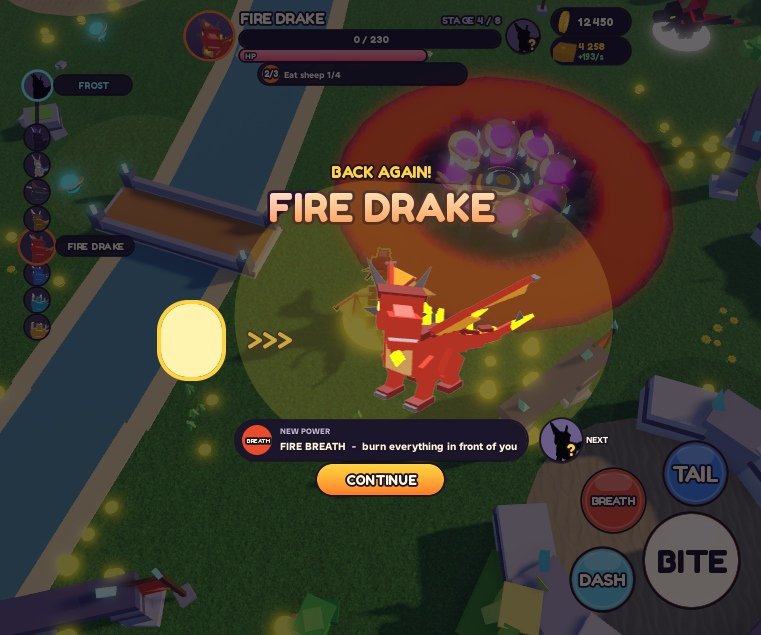 FIRE DRAKE
STAGE 4 / 8
0 / 230
HP
2/3 Eat sheep 1/4
?
12 450
4 258
+193/s
FROST
BACK AGAIN!
FIRE DRAKE
FIRE DRAKE
>>>
NEW POWER
BREATH
FIRE BREATH - burn everything in front of you
?
NEXT
CONTINUE
TAIL
BREATH
BITE
DASH